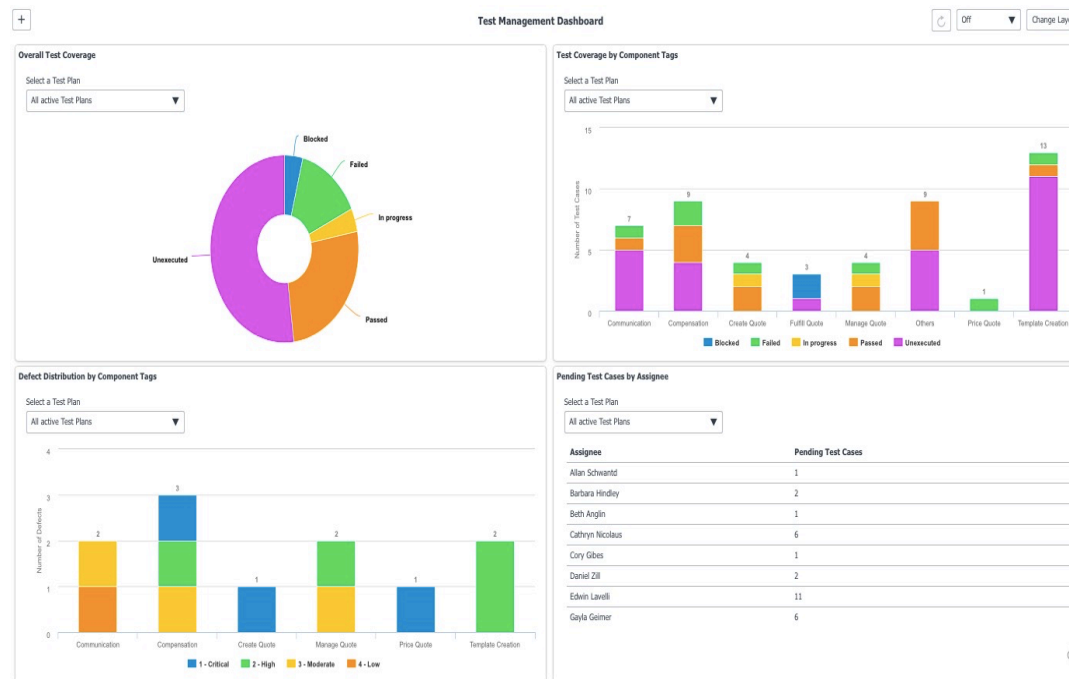 +
Test Management Dashboard
Off ▼
Change Lay
Overall Test Coverage
Select a Test Plan
All active Test Plans ▼
Blocked
Failed
In progress
Passed
Unexecuted
Test Coverage by Component Tags
Select a Test Plan
All active Test Plans ▼
Number of Test Cases
15
10
5
0
7
9
4
3
4
9
1
13
Communication
Compensation
Create Quote
Fulfill Quote
Manage Quote
Others
Price Quote
Template Creation
Blocked Failed In progress Passed Unexecuted
Defect Distribution by Component Tags
Select a Test Plan
All active Test Plans ▼
Number of Defects
4
3
2
1
0
2
3
1
2
1
2
Communication
Compensation
Create Quote
Manage Quote
Price Quote
Template Creation
1 - Critical 2 - High 3 - Moderate 4 - Low
Pending Test Cases by Assignee
Select a Test Plan
All active Test Plans ▼
Assignee Pending Test Cases
Allan Schwantd 1
Barbara Hindley 2
Beth Anglin 1
Cathryn Nicolaus 6
Cory Gibes 1
Daniel Zill 2
Edwin Lavelli 11
Gayla Geimer 6